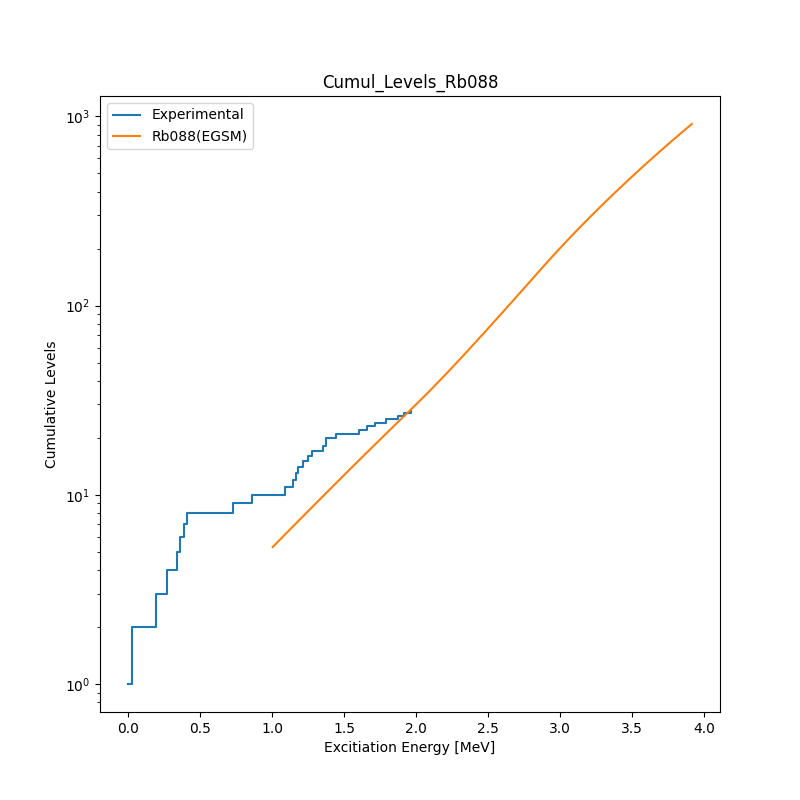 Cumul_Levels_Rb088
Experimental
Rb088(EGSM)
10³
10²
10¹
10⁰
Cumulative Levels
0.0 0.5 1.0 1.5 2.0 2.5 3.0 3.5 4.0
Excitiation Energy [MeV]